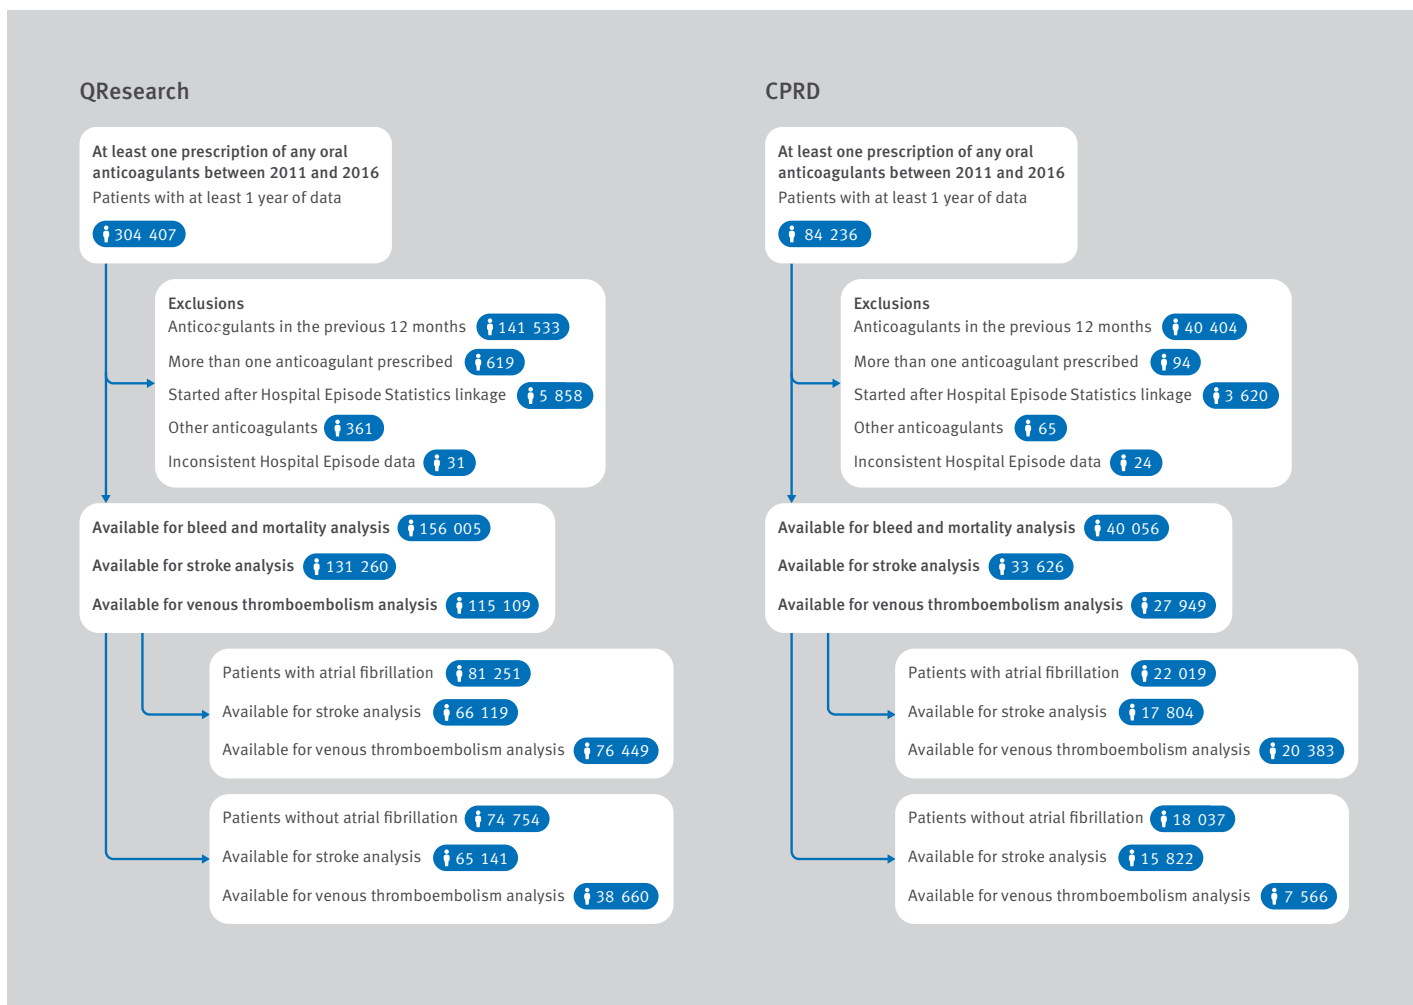 QResearch
At least one prescription of any oral
anticoagulants between 2011 and 2016
Patients with at least 1 year of data
304 407
Exclusions
Anticoagulants in the previous 12 months 141 533
More than one anticoagulant prescribed 619
Started after Hospital Episode Statistics linkage 5 858
Other anticoagulants 361
Inconsistent Hospital Episode data 31
Available for bleed and mortality analysis 156 005
Available for stroke analysis 131 260
Available for venous thromboembolism analysis 115 109
Patients with atrial fibrillation 81 251
Available for stroke analysis 66 119
Available for venous thromboembolism analysis 76 449
Patients without atrial fibrillation 74 754
Available for stroke analysis 65 141
Available for venous thromboembolism analysis 38 660
CPRD
At least one prescription of any oral
anticoagulants between 2011 and 2016
Patients with at least 1 year of data
84 236
Exclusions
Anticoagulants in the previous 12 months 40 404
More than one anticoagulant prescribed 94
Started after Hospital Episode Statistics linkage 3 620
Other anticoagulants 65
Inconsistent Hospital Episode data 24
Available for bleed and mortality analysis 40 056
Available for stroke analysis 33 626
Available for venous thromboembolism analysis 27 949
Patients with atrial fibrillation 22 019
Available for stroke analysis 17 804
Available for venous thromboembolism analysis 20 383
Patients without atrial fibrillation 18 037
Available for stroke analysis 15 822
Available for venous thromboembolism analysis 7 566